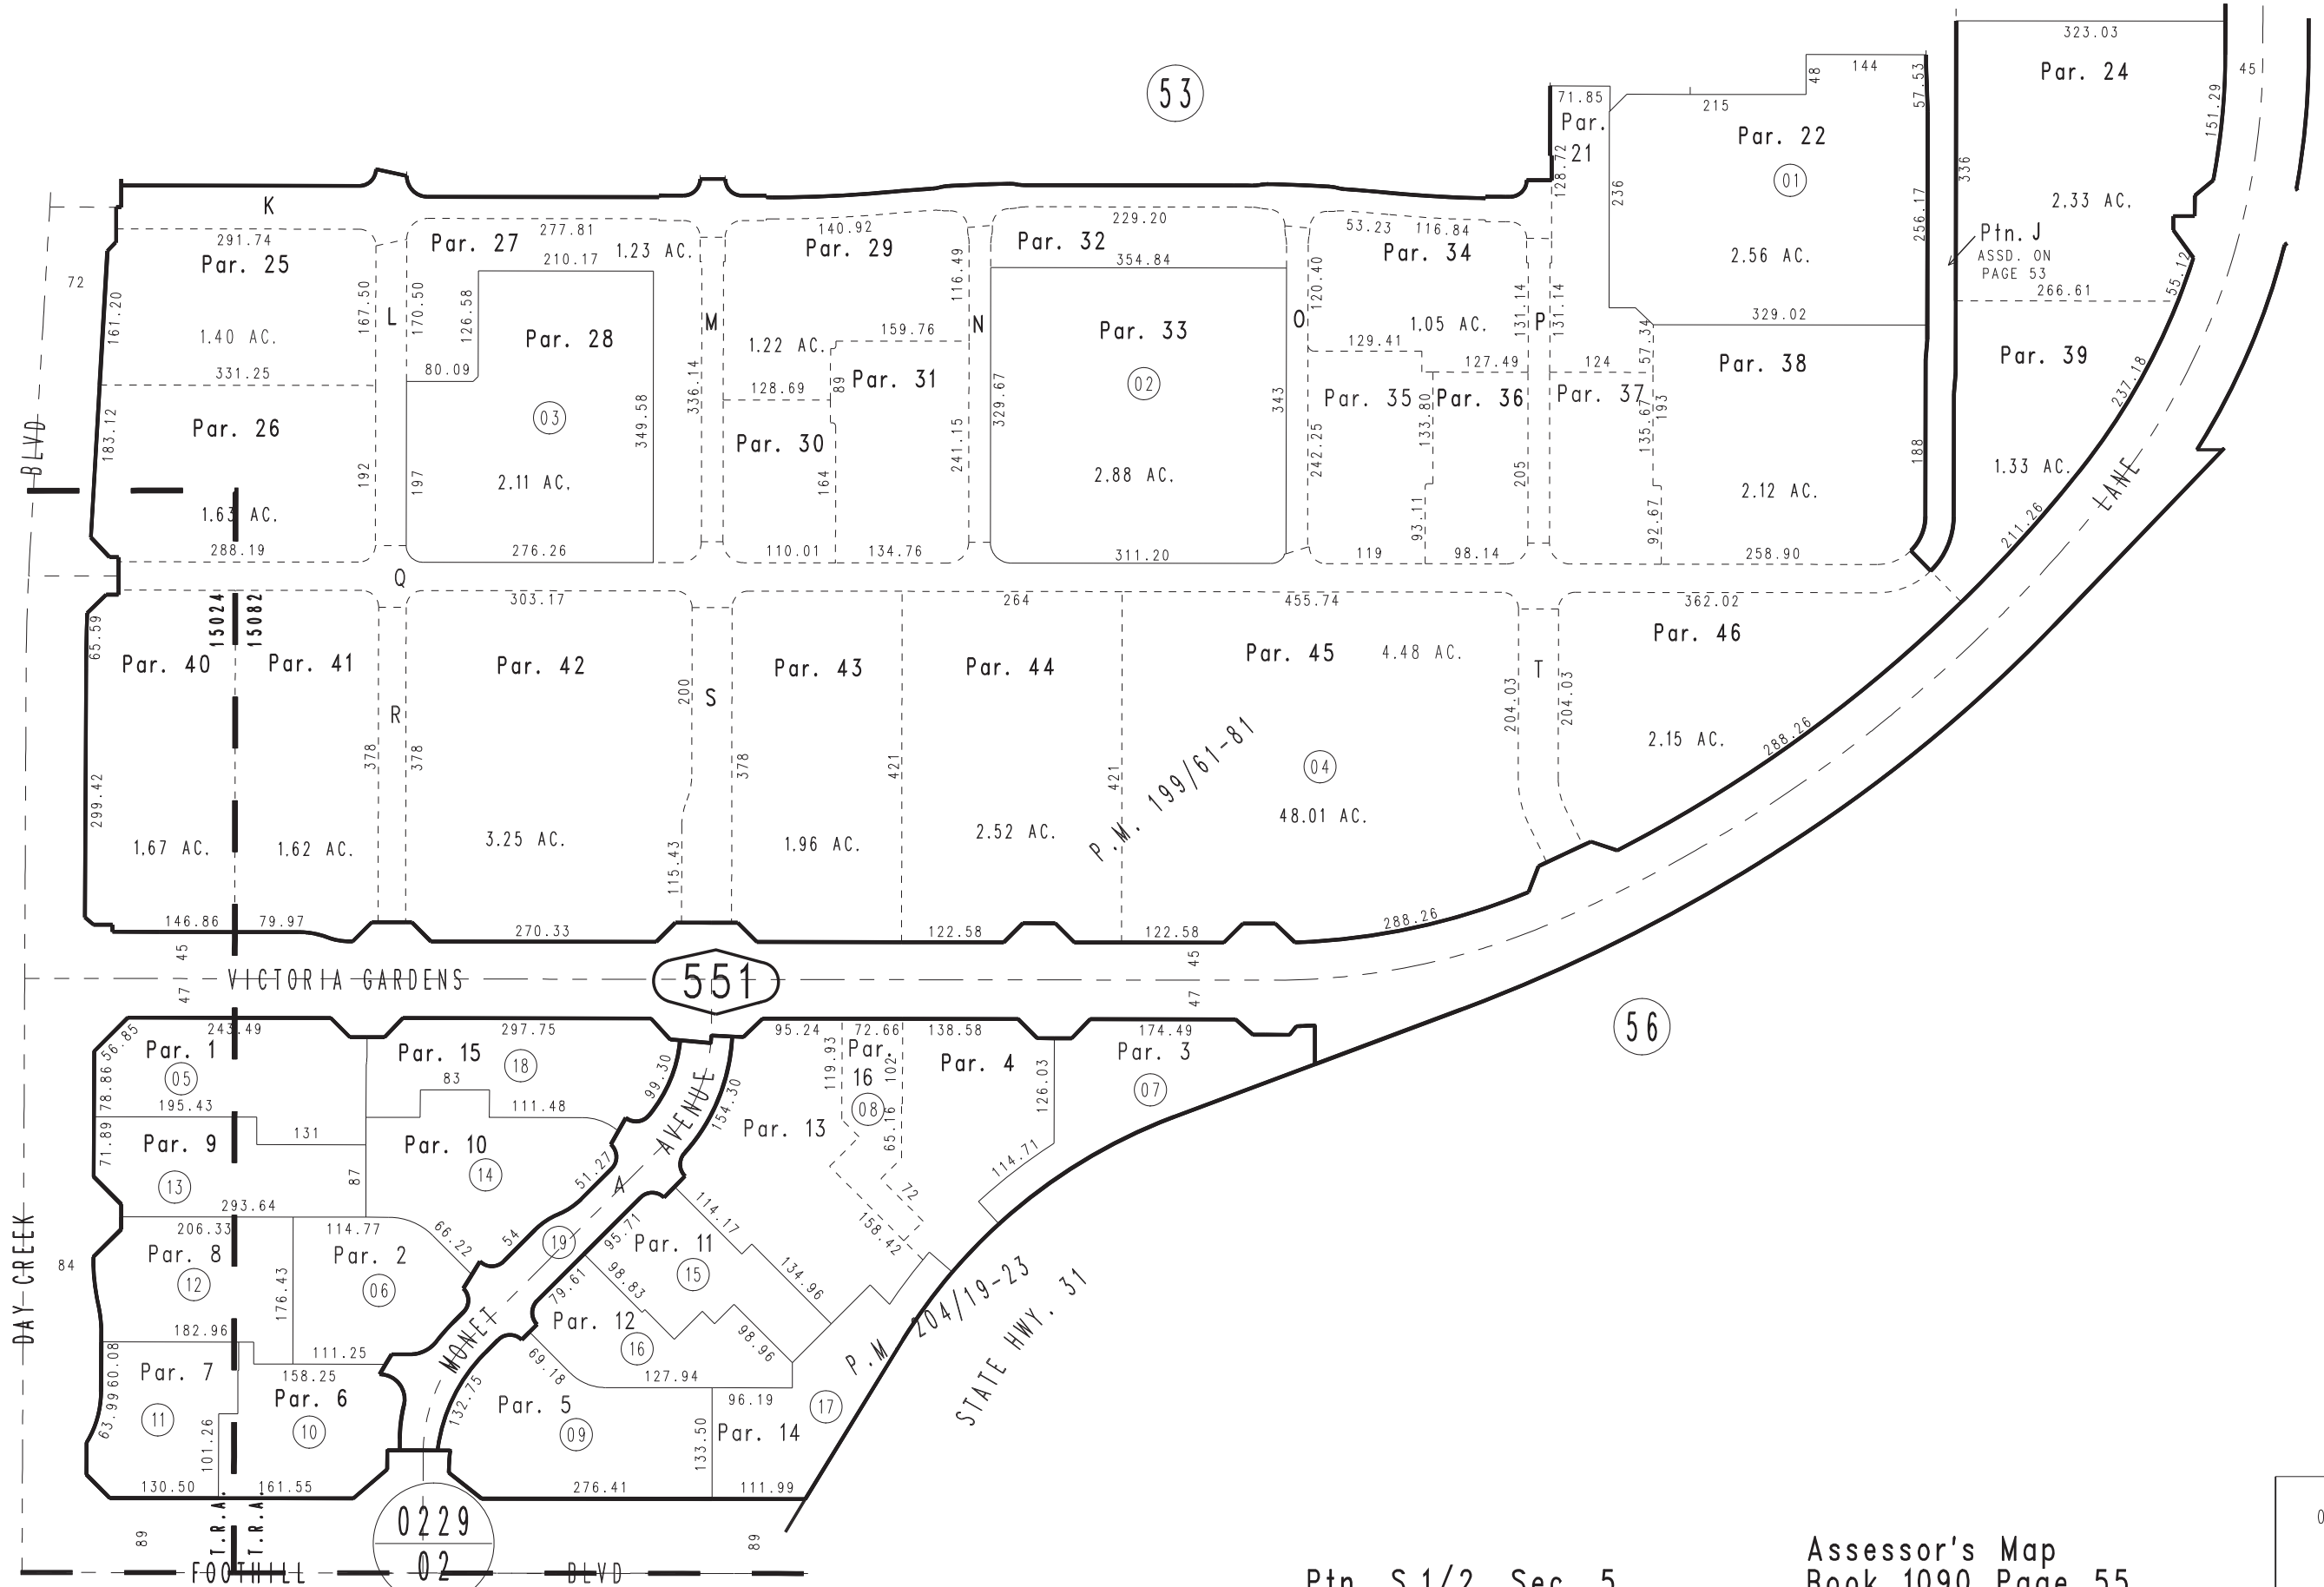 53
323.03
Par. 24
45
151.29
336
2.33 AC.
55.12
266.61
144
48
57.53
71.85
Par.
21
128.72
215
Par. 22
01
236
256.17
2.56 AC.
329.02
Ptn. J
ASSD. ON
PAGE 53
K
72
291.74
Par. 25
161.20
167.50
1.40 AC.
331.25
L
Par. 27
277.81
1.23 AC.
210.17
170.50
126.58
80.09
Par. 28
03
349.58
2.11 AC.
197
276.26
M
336.14
140.92
Par. 29
116.49
159.76
1.22 AC.
128.69
89
Par. 31
Par. 30
164
241.15
110.01
134.76
N
229.20
Par. 32
354.84
Par. 33
02
329.67
343
2.88 AC.
311.20
O
53.23
116.84
Par. 34
120.40
131.14
1.05 AC.
129.41
127.49
Par. 35
Par. 36
133.80
242.25
205
93.11
119
98.14
P
131.14
124
57.34
Par. 37
135.67
193
92.67
Par. 38
188
2.12 AC.
258.90
Par. 39
237.18
1.33 AC.
211.26
LANE
BLVD
183.12
Par. 26
192
1.63 AC.
288.19
Q
15024
15082
65.59
Par. 40
299.42
1.67 AC.
146.86
Par. 41
378
1.62 AC.
79.97
R
378
303.17
Par. 42
200
3.25 AC.
115.43
270.33
S
378
Par. 43
1.96 AC.
421
264
Par. 44
2.52 AC.
421
122.58
455.74
Par. 45
4.48 AC.
P.M. 199/61-81
04
48.01 AC.
204.03
122.58
288.26
T
204.03
362.02
Par. 46
2.15 AC.
288.26
45
47
VICTORIA GARDENS
551
45
47
56
56.85
243.49
Par. 1
05
78.86
195.43
297.75
Par. 15
18
83
111.48
99.30
71.89
Par. 9
13
131
87
293.64
Par. 10
14
51.27
54
66.22
MONET
A
AVENUE
154.30
19
95.24
119.93
72.66
Par.
16
08
102
65.16
72
158.42
138.58
Par. 4
126.03
114.71
174.49
Par. 3
07
Par. 13
DAY CREEK
84
206.33
Par. 8
12
176.43
182.96
114.77
Par. 2
06
111.25
114.17
95.71
Par. 11
15
134.96
98.83
79.61
Par. 12
16
98.96
127.94
60.08
63.99
Par. 7
11
101.26
130.50
158.25
Par. 6
10
161.55
132.75
69.18
Par. 5
09
276.41
133.50
96.19
Par. 14
17
111.99
P.M 204/19-23
STATE HWY. 31
T.R.A.
T.R.A.
89
89
0229
02
FOOTHILL
BLVD
Ptn. S.1/2, Sec. 5
Assessor's Map
Book 1090 Page 55
0